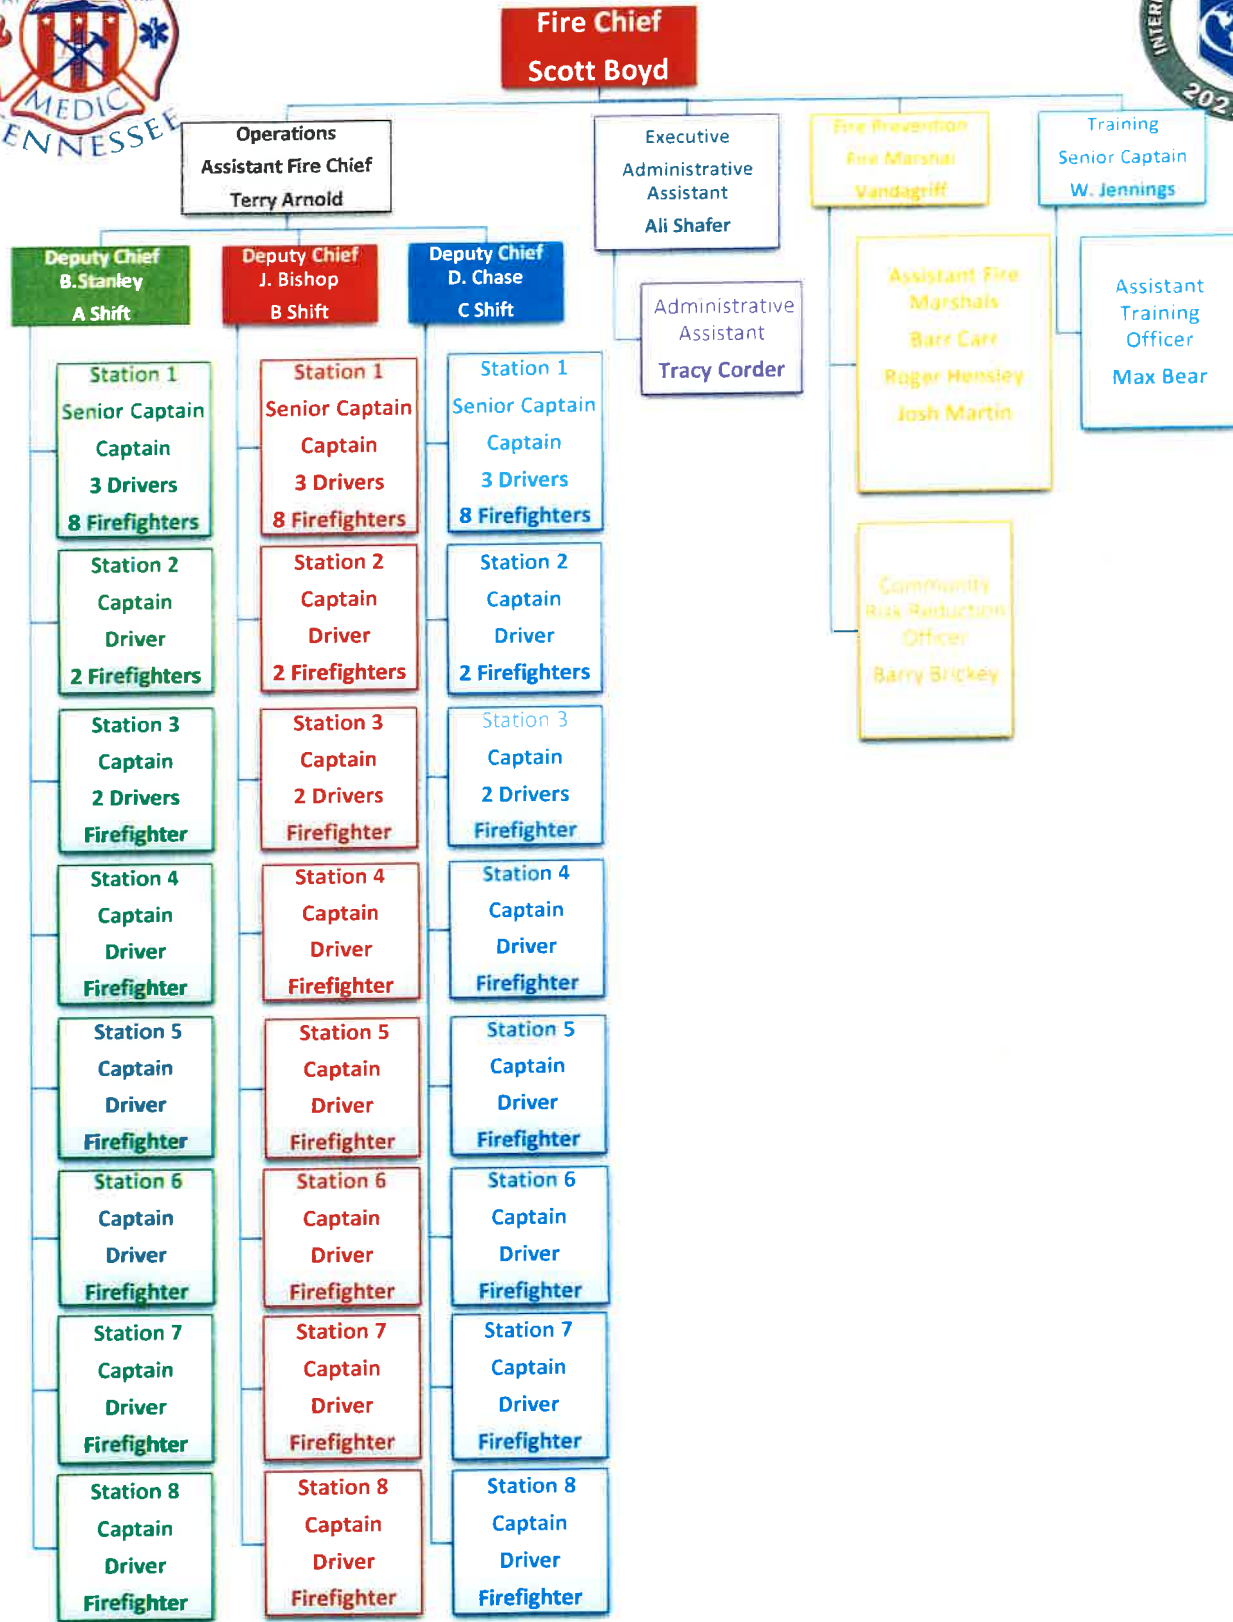 MEDIC
TENNESSEE
INTERN
202
Fire Chief
Scott Boyd
Operations
Assistant Fire Chief
Terry Arnold
Executive
Administrative
Assistant
Ali Shafer
Fire Prevention
Fire Marshal
Vandagriff
Training
Senior Captain
W. Jennings
Deputy Chief
B.Stanley
A Shift
Deputy Chief
J. Bishop
B Shift
Deputy Chief
D. Chase
C Shift
Administrative
Assistant
Tracy Corder
Assistant Fire
Marshals
Barr Carr
Roger Hensley
Josh Martin
Assistant
Training
Officer
Max Bear
Community
Risk Reduction
Officer
Barry Brickey
Station 1
Senior Captain
Captain
3 Drivers
8 Firefighters
Station 2
Captain
Driver
2 Firefighters
Station 3
Captain
2 Drivers
Firefighter
Station 4
Captain
Driver
Firefighter
Station 5
Captain
Driver
Firefighter
Station 6
Captain
Driver
Firefighter
Station 7
Captain
Driver
Firefighter
Station 8
Captain
Driver
Firefighter
Station 1
Senior Captain
Captain
3 Drivers
8 Firefighters
Station 2
Captain
Driver
2 Firefighters
Station 3
Captain
2 Drivers
Firefighter
Station 4
Captain
Driver
Firefighter
Station 5
Captain
Driver
Firefighter
Station 6
Captain
Driver
Firefighter
Station 7
Captain
Driver
Firefighter
Station 8
Captain
Driver
Firefighter
Station 1
Senior Captain
Captain
3 Drivers
8 Firefighters
Station 2
Captain
Driver
2 Firefighters
Station 3
Captain
2 Drivers
Firefighter
Station 4
Captain
Driver
Firefighter
Station 5
Captain
Driver
Firefighter
Station 6
Captain
Driver
Firefighter
Station 7
Captain
Driver
Firefighter
Station 8
Captain
Driver
Firefighter